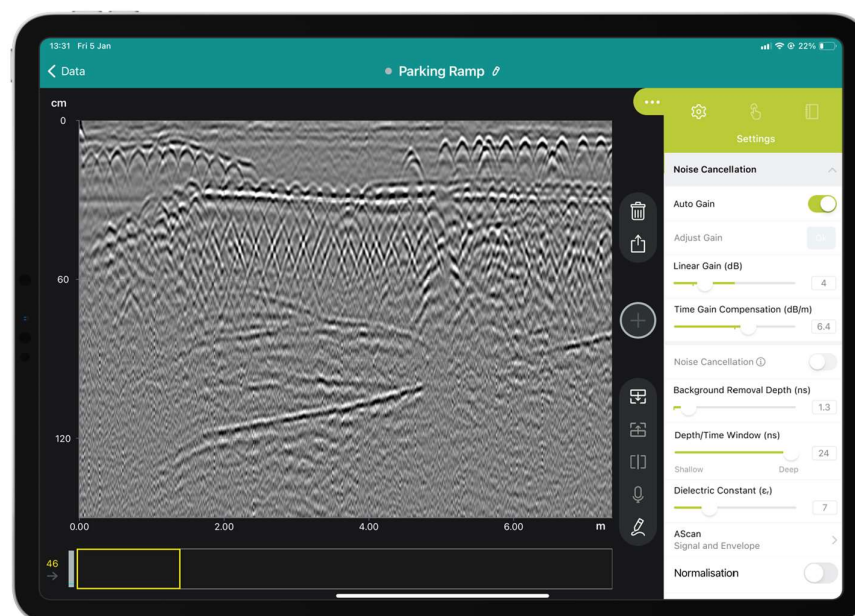 13:31 Fri 5 Jan
22%
Data
Parking Ramp
cm
0
60
120
0.00
2.00
4.00
6.00
m
46
Settings
Noise Cancellation
Auto Gain
Adjust Gain
Linear Gain (dB)
4
Time Gain Compensation (dB/m)
6.4
Noise Cancellation
Background Removal Depth (ns)
1.3
Depth/Time Window (ns)
24
Shallow Deep
Dielectric Constant (εᵣ)
7
AScan
Signal and Envelope
Normalisation